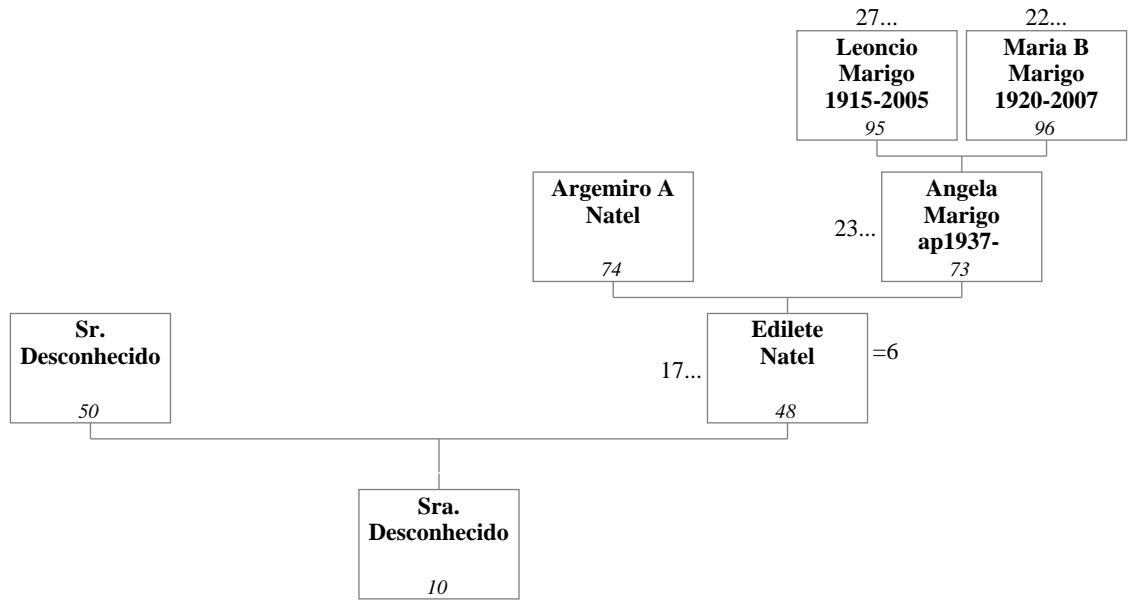 27...
22...
Leoncio
Marigo
1915-2005
95
Maria B
Marigo
1920-2007
96
Argemiro A
Natel
74
23...
Angela
Marigo
ap1937-
73
Sr.
Desconhecido
50
17...
Edilete
Natel
48
=6
Sra.
Desconhecido
10